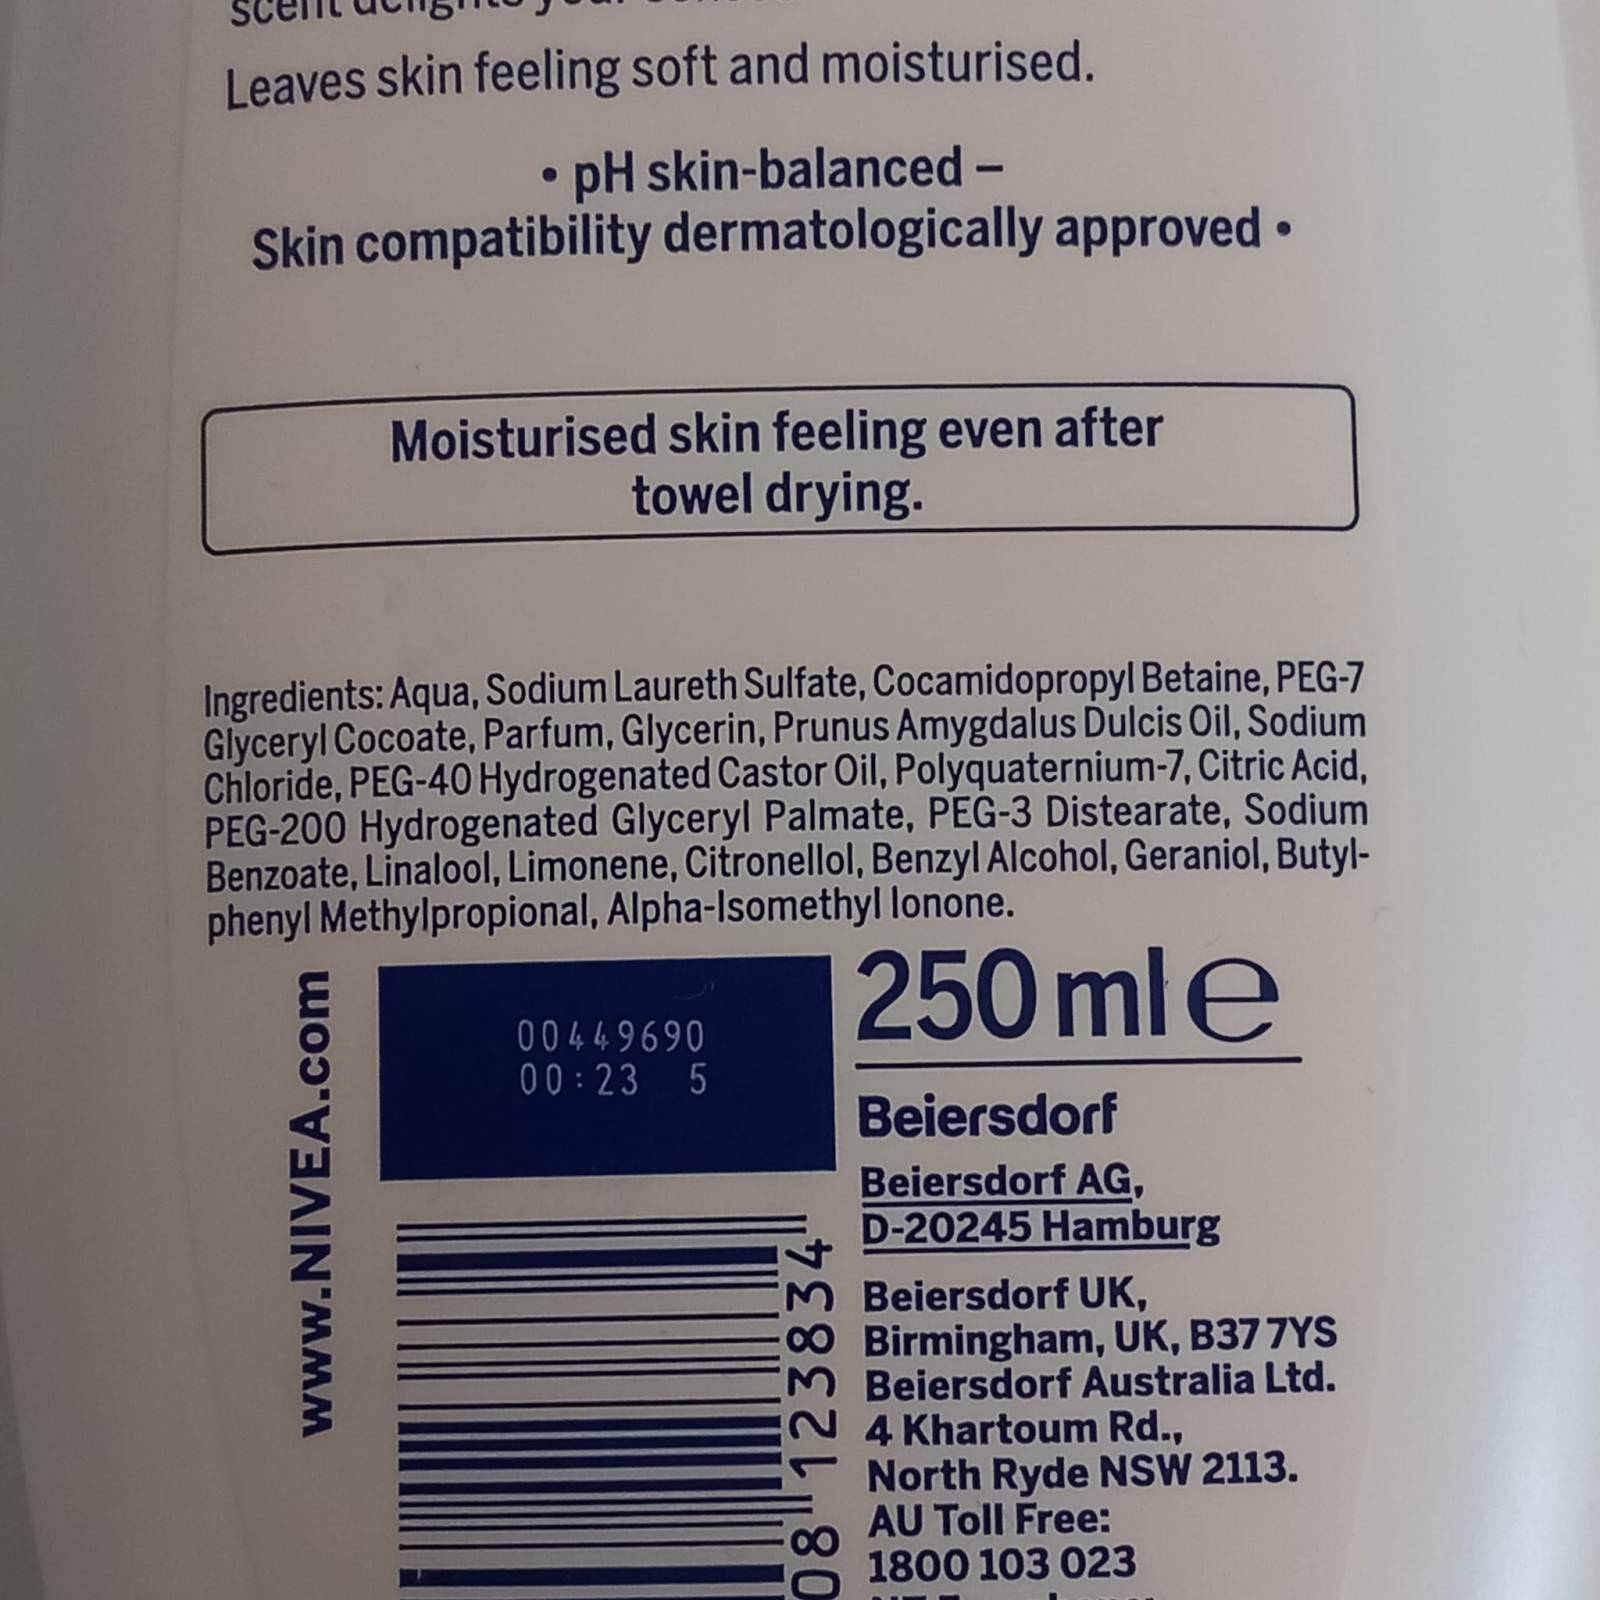 scent delights your
Leaves skin feeling soft and moisturised.
• pH skin-balanced –
Skin compatibility dermatologically approved •
Moisturised skin feeling even after
towel drying.
Ingredients: Aqua, Sodium Laureth Sulfate, Cocamidopropyl Betaine, PEG-7
Glyceryl Cocoate, Parfum, Glycerin, Prunus Amygdalus Dulcis Oil, Sodium
Chloride, PEG-40 Hydrogenated Castor Oil, Polyquaternium-7, Citric Acid,
PEG-200 Hydrogenated Glyceryl Palmate, PEG-3 Distearate, Sodium
Benzoate, Linalool, Limonene, Citronellol, Benzyl Alcohol, Geraniol, Butyl-
phenyl Methylpropional, Alpha-Isomethyl Ionone.
www.NIVEA.com
00449690
00:23 5
08 123834
250 ml e
Beiersdorf
Beiersdorf AG,
D-20245 Hamburg
Beiersdorf UK,
Birmingham, UK, B37 7YS
Beiersdorf Australia Ltd.
4 Khartoum Rd.,
North Ryde NSW 2113.
AU Toll Free:
1800 103 023